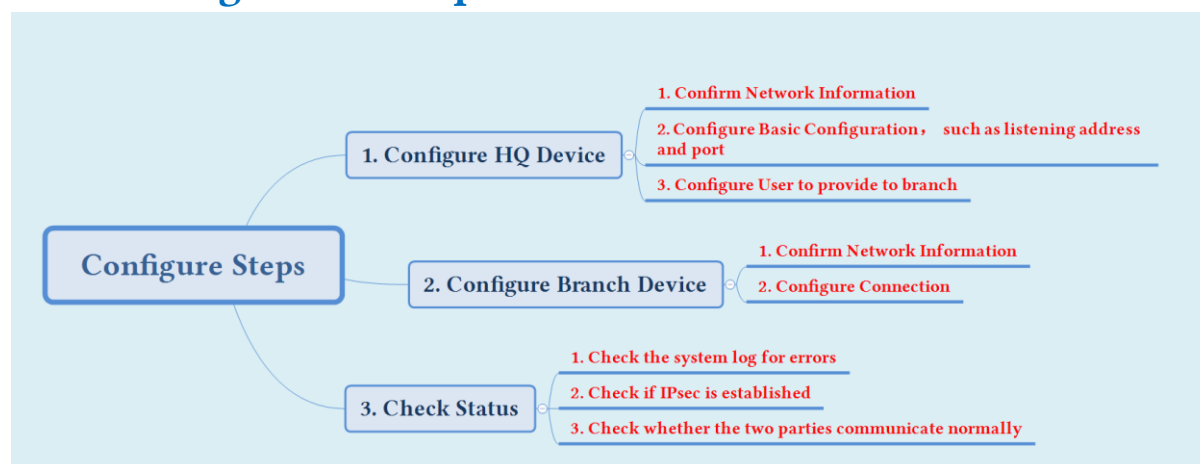 Configure Steps
1. Configure HQ Device
1. Confirm Network Information
2. Configure Basic Configuration， such as listening address
and port
3. Configure User to provide to branch
2. Configure Branch Device
1. Confirm Network Information
2. Configure Connection
3. Check Status
1. Check the system log for errors
2. Check if IPsec is established
3. Check whether the two parties communicate normally